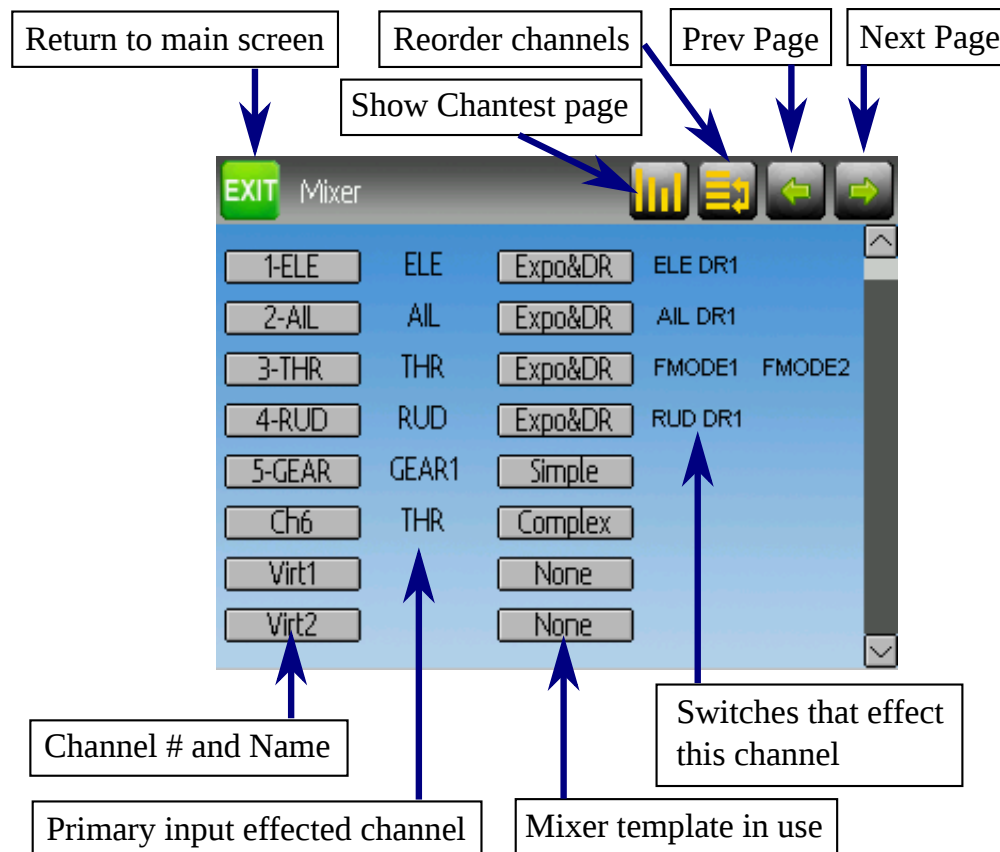 Return to main screen
Reorder channels
Prev Page
Next Page
Show Chantest page
EXIT Mixer
1-ELE ELE Expo&DR ELE DR1
2-AIL AIL Expo&DR AIL DR1
3-THR THR Expo&DR FMODE1 FMODE2
4-RUD RUD Expo&DR RUD DR1
5-GEAR GEAR1 Simple
Ch6 THR Complex
Virt1 None
Virt2 None
Channel # and Name
Switches that effect
this channel
Primary input effected channel
Mixer template in use